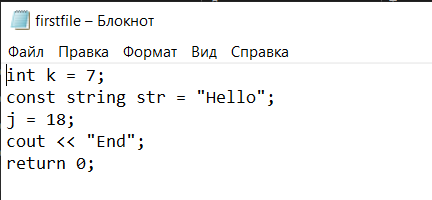 firstfile – Блокнот
Файл Правка Формат Вид Справка
int k = 7;
const string str = "Hello";
j = 18;
cout << "End";
return 0;